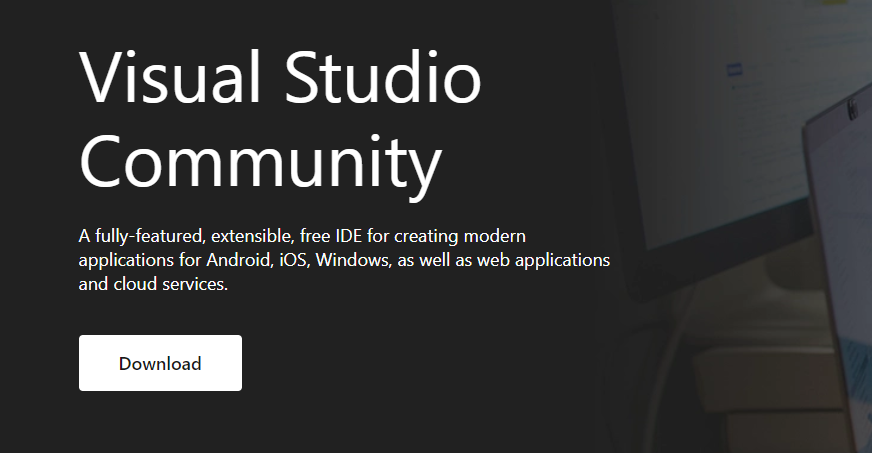 Visual Studio
Community
A fully-featured, extensible, free IDE for creating modern
applications for Android, iOS, Windows, as well as web applications
and cloud services.
Download